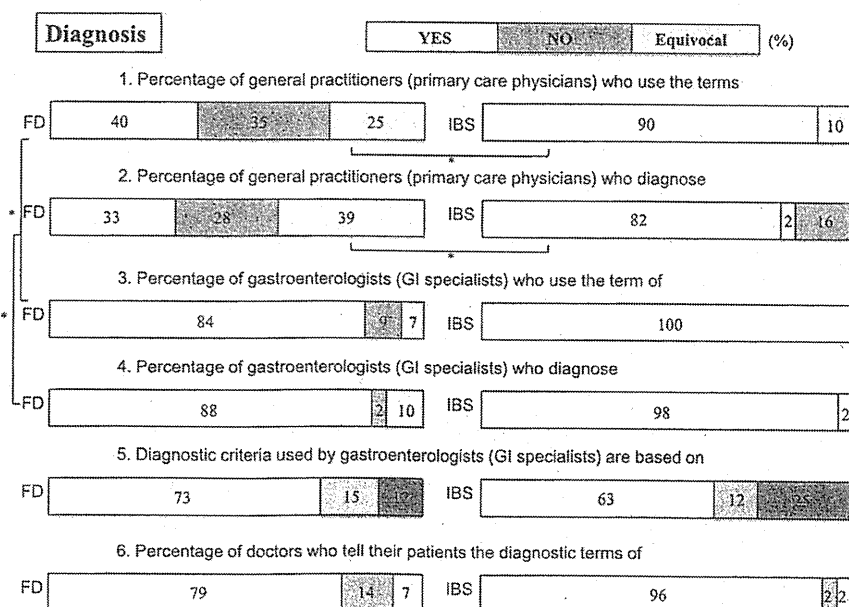 Diagnosis
YES NO Equivocal (%)
1. Percentage of general practitioners (primary care physicians) who use the terms
FD 40 35 25 IBS 90 10
*
2. Percentage of general practitioners (primary care physicians) who diagnose
* FD 33 28 39 IBS 82 2 16
*
3. Percentage of gastroenterologists (GI specialists) who use the term of
* FD 84 9 7 IBS 100
4. Percentage of gastroenterologists (GI specialists) who diagnose
FD 88 2 10 IBS 98 2
5. Diagnostic criteria used by gastroenterologists (GI specialists) are based on
FD 73 15 12 IBS 63 12 25
6. Percentage of doctors who tell their patients the diagnostic terms of
FD 79 14 7 IBS 96 2 2